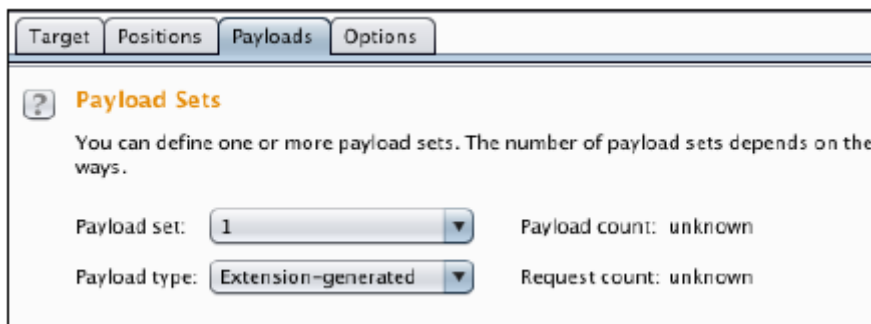 Target Positions Payloads Options
? Payload Sets
You can define one or more payload sets. The number of payload sets depends on the
ways.
Payload set: 1 Payload count: unknown
Payload type: Extension-generated Request count: unknown